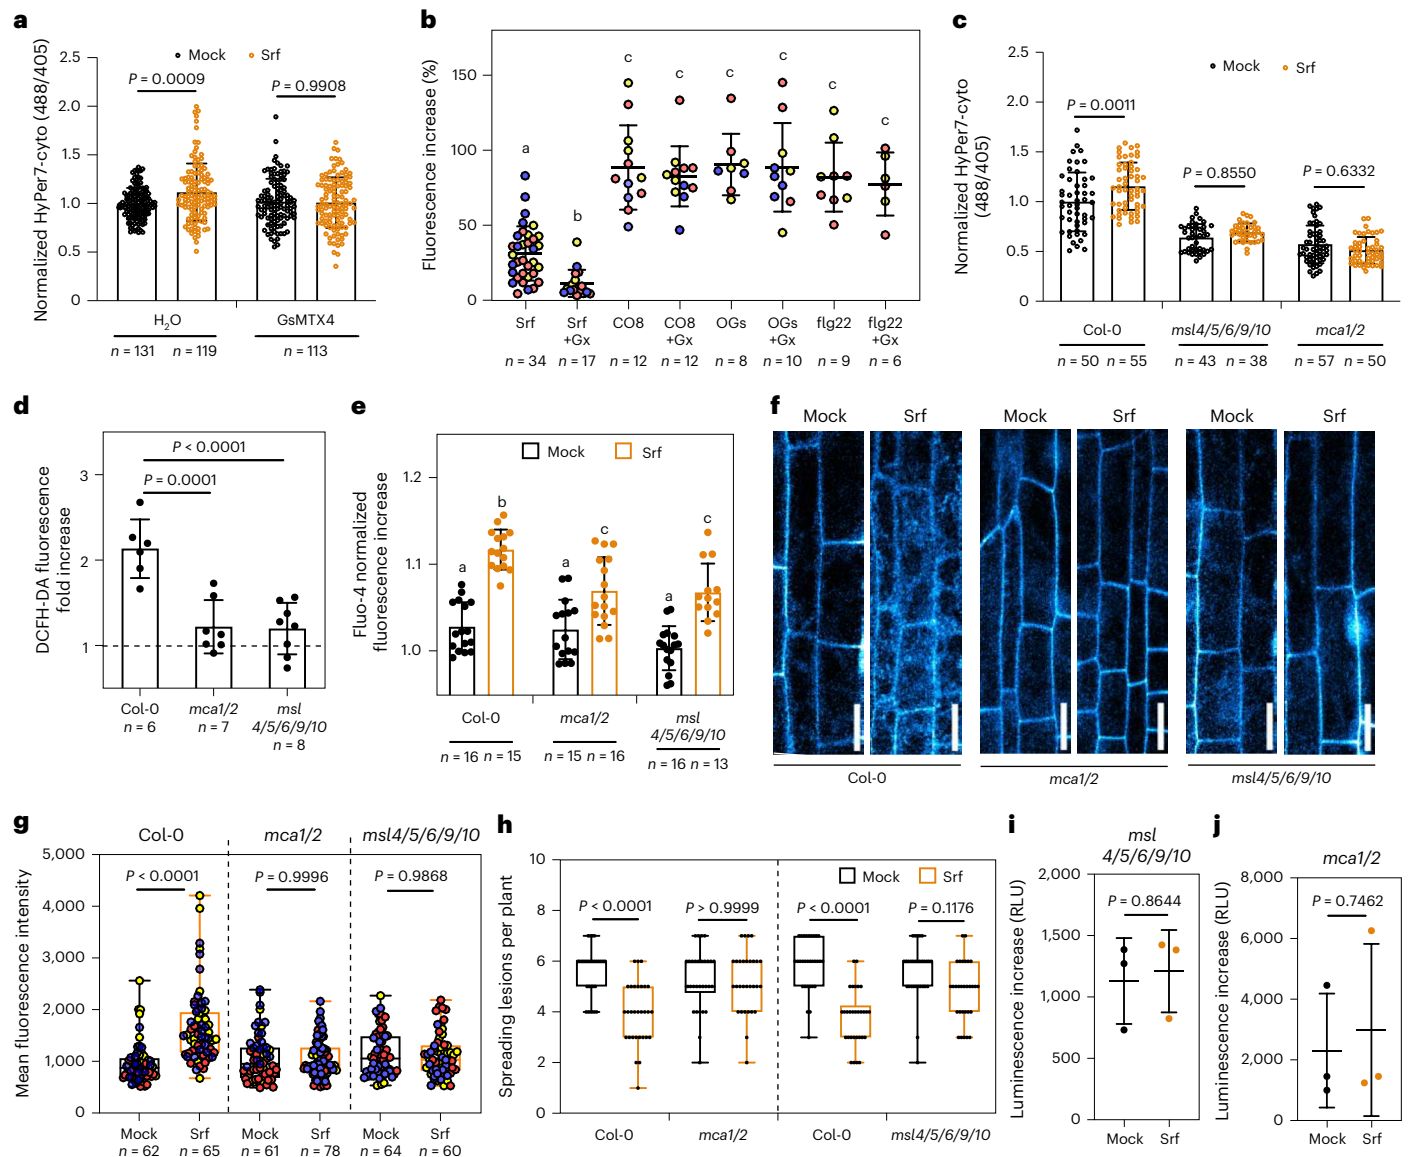 a
Normalized HyPer7-cyto (488/405)
Mock Srf
P = 0.0009
P = 0.9908
2.5
2.0
1.5
1.0
0.5
0
H2O GsMTX4
n = 131 n = 119 n = 113
b
Fluorescence increase (%)
150
100
50
0
a b c c c c c c
Srf Srf +Gx CO8 CO8 +Gx OGs OGs +Gx flg22 flg22 +Gx
n = 34 n = 17 n = 12 n = 12 n = 8 n = 10 n = 9 n = 6
c
Normalized HyPer7-cyto
(488/405)
Mock Srf
P = 0.0011
P = 0.8550
P = 0.6332
2.5
2.0
1.5
1.0
0.5
0
Col-0 msl4/5/6/9/10 mca1/2
n = 50 n = 55 n = 43 n = 38 n = 57 n = 50
d
DCFH-DA fluorescence
fold increase
P < 0.0001
P = 0.0001
3
2
1
Col-0 mca1/2 msl
4/5/6/9/10
n = 6 n = 7 n = 8
e
Fluo-4 normalized
fluorescence increase
Mock Srf
1.2
1.1
1.0
a b a c a c
Col-0 mca1/2 msl
4/5/6/9/10
n = 16 n = 15 n = 15 n = 16 n = 16 n = 13
f
Mock Srf Mock Srf Mock Srf
Col-0 mca1/2 msl4/5/6/9/10
g
Col-0 mca1/2 msl4/5/6/9/10
Mean fluorescence intensity
P < 0.0001
P = 0.9996
P = 0.9868
5,000
4,000
3,000
2,000
1,000
0
Mock Srf Mock Srf Mock Srf
n = 62 n = 65 n = 61 n = 78 n = 64 n = 60
h
Spreading lesions per plant
Mock Srf
P < 0.0001 P > 0.9999 P < 0.0001 P = 0.1176
10
8
6
4
2
0
Col-0 mca1/2 Col-0 msl4/5/6/9/10
i
msl
4/5/6/9/10
Luminescence increase (RLU)
P = 0.8644
2,000
1,500
1,000
500
0
Mock Srf
j
mca1/2
Luminescence increase (RLU)
P = 0.7462
8,000
6,000
4,000
2,000
0
Mock Srf